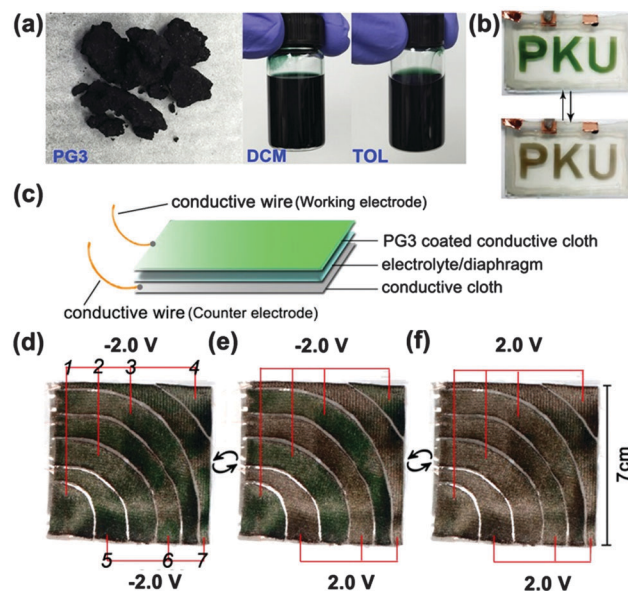 (a)
PG3
DCM
TOL
(b)
PKU
PKU
(c)
conductive wire (Working electrode)
PG3 coated conductive cloth
electrolyte/diaphragm
conductive cloth
conductive wire (Counter electrode)
(d)
-2.0 V
1 2 3 4
5 6 7
-2.0 V
(e)
-2.0 V
2.0 V
(f)
2.0 V
2.0 V
7cm